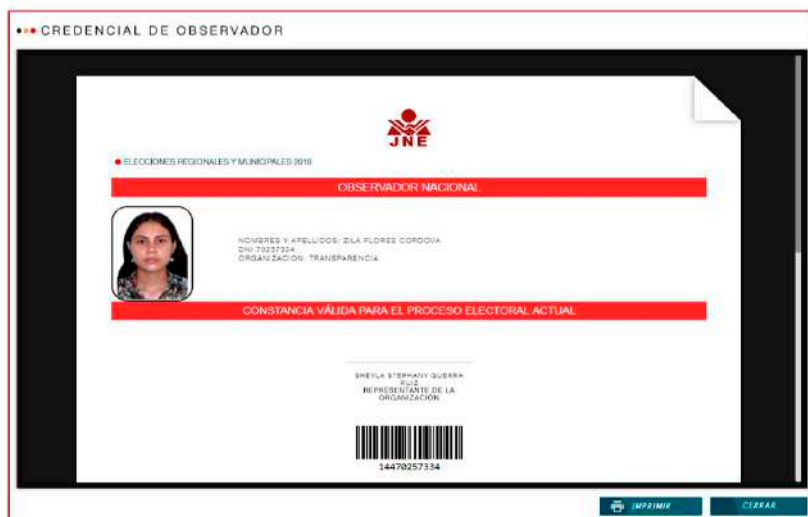 CREDENCIAL DE OBSERVADOR
JNE
ELECCIONES REGIONALES Y MUNICIPALES 2018
OBSERVADOR NACIONAL
NOMBRES Y APELLIDOS: ZILA FLORES CORDOVA
DNI:70257334
ORGANIZACIÓN: TRANSPARENCIA
CONSTANCIA VÁLIDA PARA EL PROCESO ELECTORAL ACTUAL
SHEYLA STEPHANY GUERRA
RUIZ
REPRESENTANTE DE LA
ORGANIZACIÓN
14470257334
IMPRIMIR
CERRAR